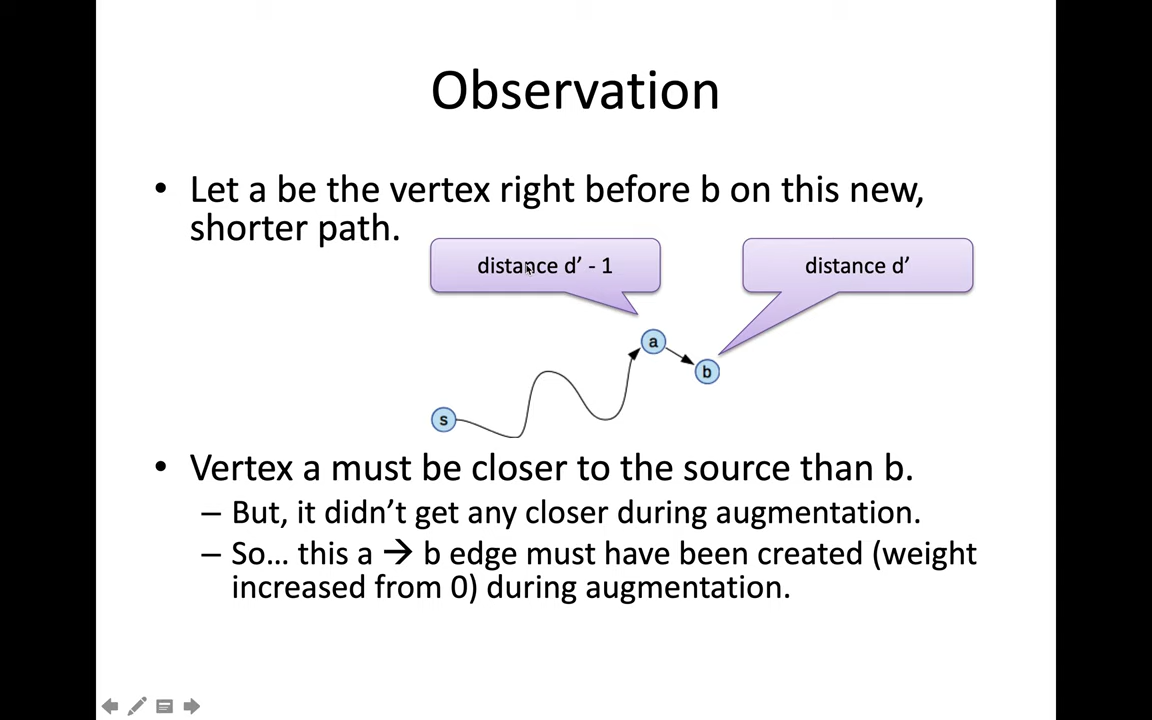 Observation
• Let a be the vertex right before b on this new,
shorter path.
distance d’ - 1
distance d’
a
b
s
• Vertex a must be closer to the source than b.
– But, it didn’t get any closer during augmentation.
– So… this a → b edge must have been created (weight
increased from 0) during augmentation.